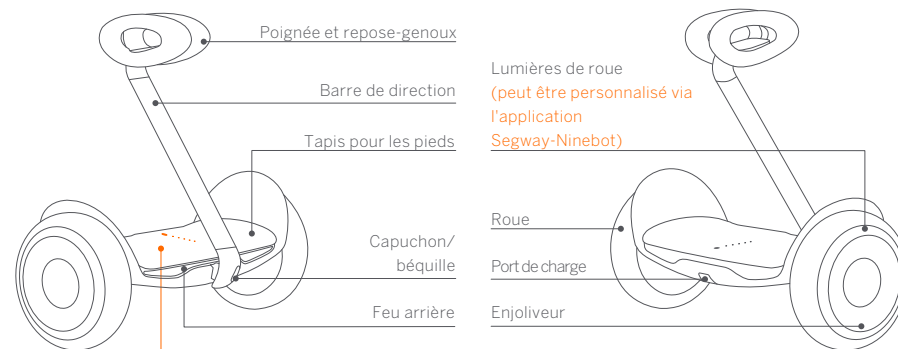 Poignée et repose-genoux
Barre de direction
Tapis pour les pieds
Capuchon/
béquille
Feu arrière
Lumières de roue
(peut être personnalisé via
l'application
Segway-Ninebot)
Roue
Port de charge
Enjoliveur